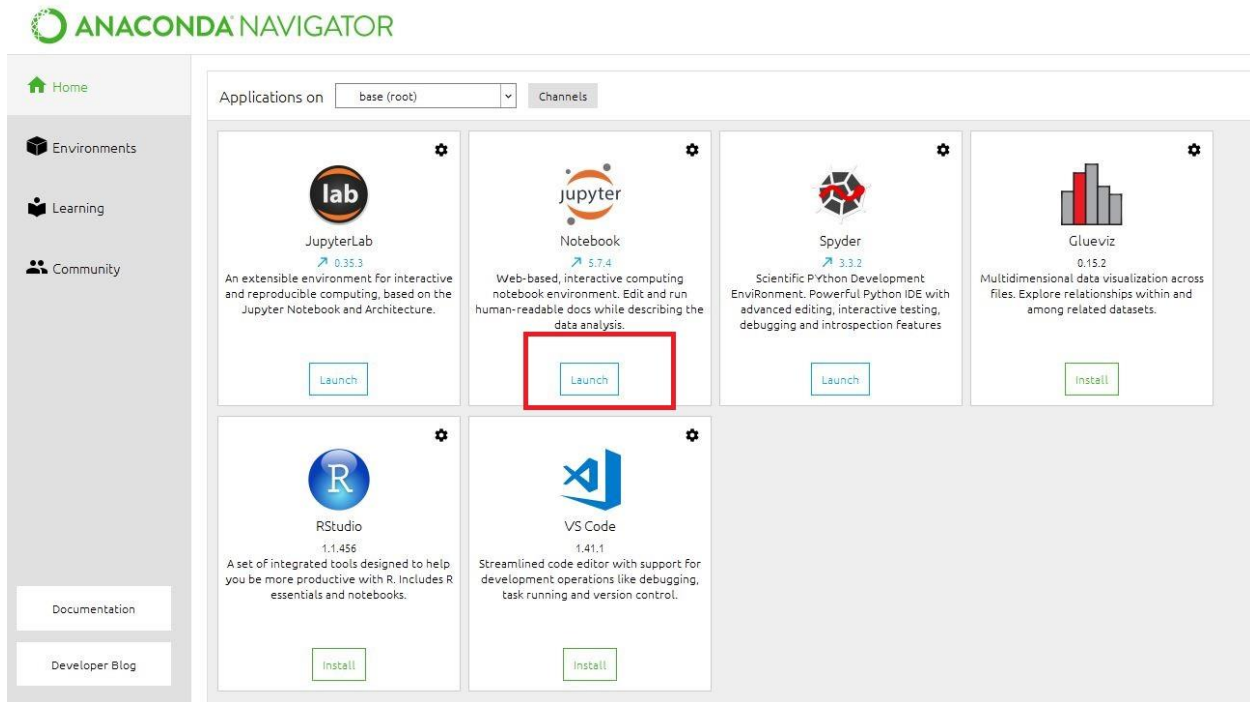 ANACONDA NAVIGATOR
Home
Environments
Learning
Community
Documentation
Developer Blog
Applications on
base (root)
Channels
lab
JupyterLab
0.35.3
An extensible environment for interactive
and reproducible computing, based on the
Jupyter Notebook and Architecture.
Launch
jupyter
Notebook
5.7.4
Web-based, interactive computing
notebook environment. Edit and run
human-readable docs while describing the
data analysis.
Launch
Spyder
3.3.2
Scientific PYthon Development
EnviRonment. Powerful Python IDE with
advanced editing, interactive testing,
debugging and introspection features
Launch
Glueviz
0.15.2
Multidimensional data visualization across
files. Explore relationships within and
among related datasets.
Install
R
RStudio
1.1.456
A set of integrated tools designed to help
you be more productive with R. Includes R
essentials and notebooks.
Install
VS Code
1.41.1
Streamlined code editor with support for
development operations like debugging,
task running and version control.
Install